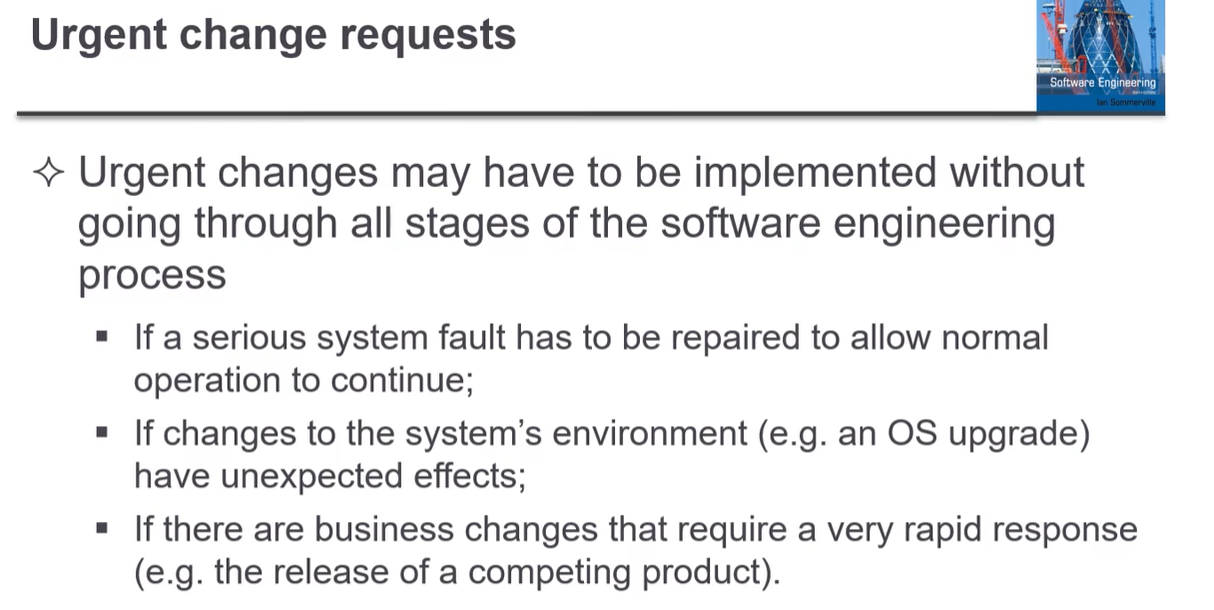 Urgent change requests
Software Engineering
Ian Sommerville
✧ Urgent changes may have to be implemented without
going through all stages of the software engineering
process
▪ If a serious system fault has to be repaired to allow normal
operation to continue;
▪ If changes to the system’s environment (e.g. an OS upgrade)
have unexpected effects;
▪ If there are business changes that require a very rapid response
(e.g. the release of a competing product).